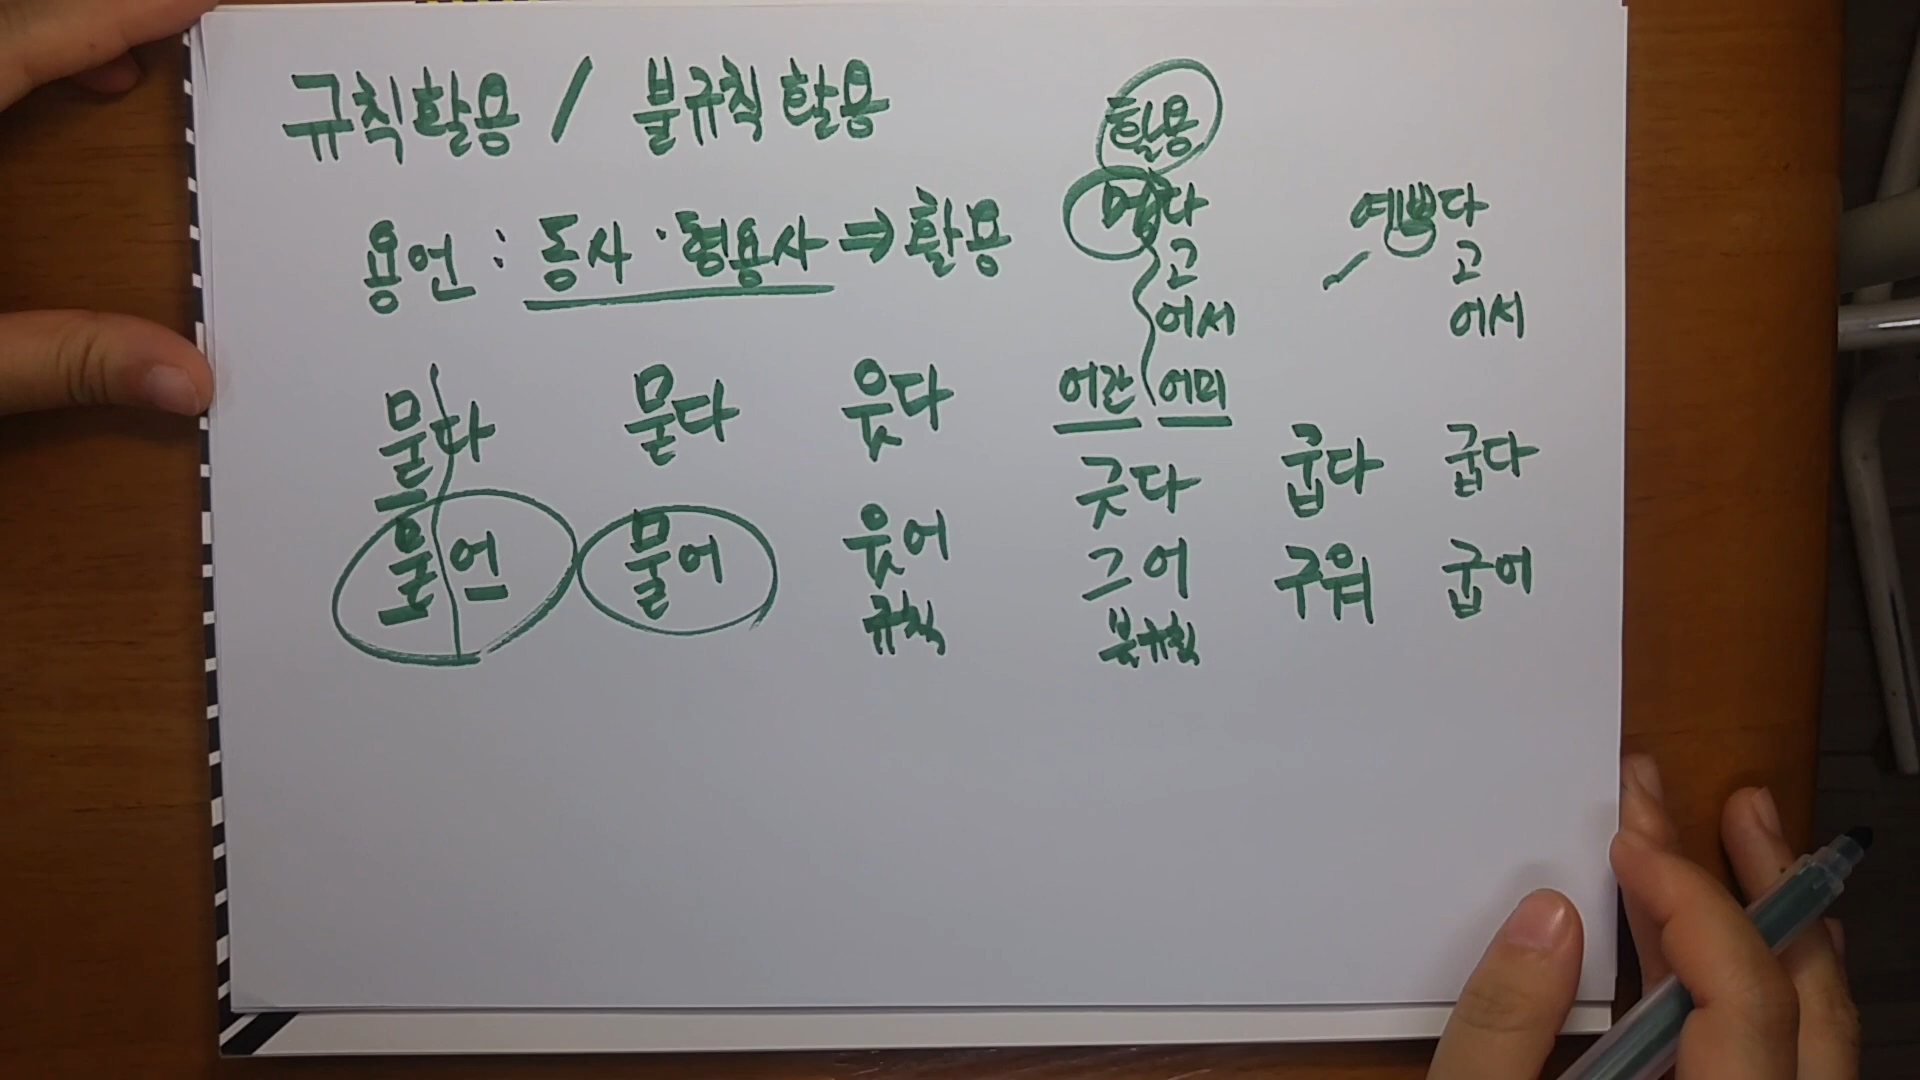 규칙활용 / 불규칙 활용
용언 : 동사 · 형용사 ⇒ 활용
활용
먹다
고
어서
어간 어미
예쁘다
고
어서
묻다 묻다 웃다 긋다 굽다 굽다
물어 묻어 웃어 그어 구워 굽어
규칙 불규칙